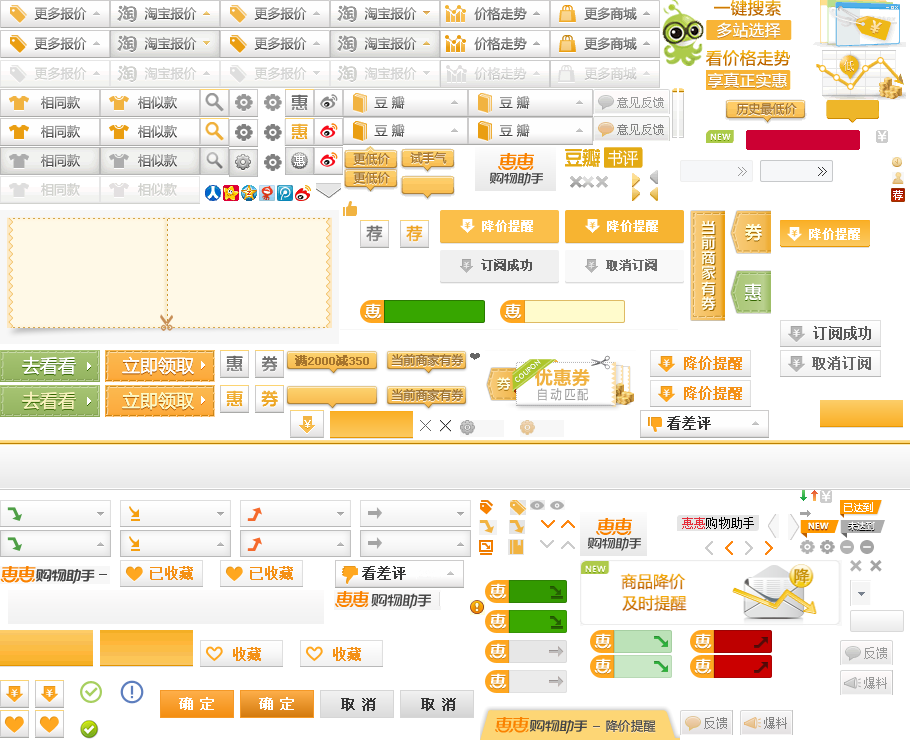 更多报价 淘宝报价 更多报价 淘宝报价 价格走势 更多商城 一键搜索
多站选择
更多报价 淘宝报价 更多报价 淘宝报价 价格走势 更多商城 看价格走势
更多报价 淘宝报价 更多报价 淘宝报价 价格走势 更多商城 享真正实惠
相同款 相似款 惠 豆 瓣 豆 瓣 意见反馈 历史最低价
相同款 相似款 惠 豆 瓣 豆 瓣 意见反馈 NEW
相同款 相似款 惠 更低价 试手气 惠惠 购物助手 豆瓣 书评
相同款 相似款 更低价
荐
荐 荐 降价提醒 降价提醒 当前商家有券 券 降价提醒
订阅成功 取消订阅 惠
惠 惠
订阅成功
去看看 立即领取 惠 券 满2000减350 当前商家有券 COUPON 优惠券 降价提醒 取消订阅
券 自动匹配
去看看 立即领取 惠 券 当前商家有券 降价提醒
看差评
已达到
惠惠购物助手 NEW 未达到
惠惠 购物助手
惠惠购物助手 – 已收藏 已收藏 看差评 NEW 商品降价 降
及时提醒
惠惠购物助手 惠
惠
收藏 收藏 惠 惠 惠 反馈
惠 惠 惠 爆料
确 定 确 定 取 消 取 消
惠惠购物助手 – 降价提醒 反馈 爆料